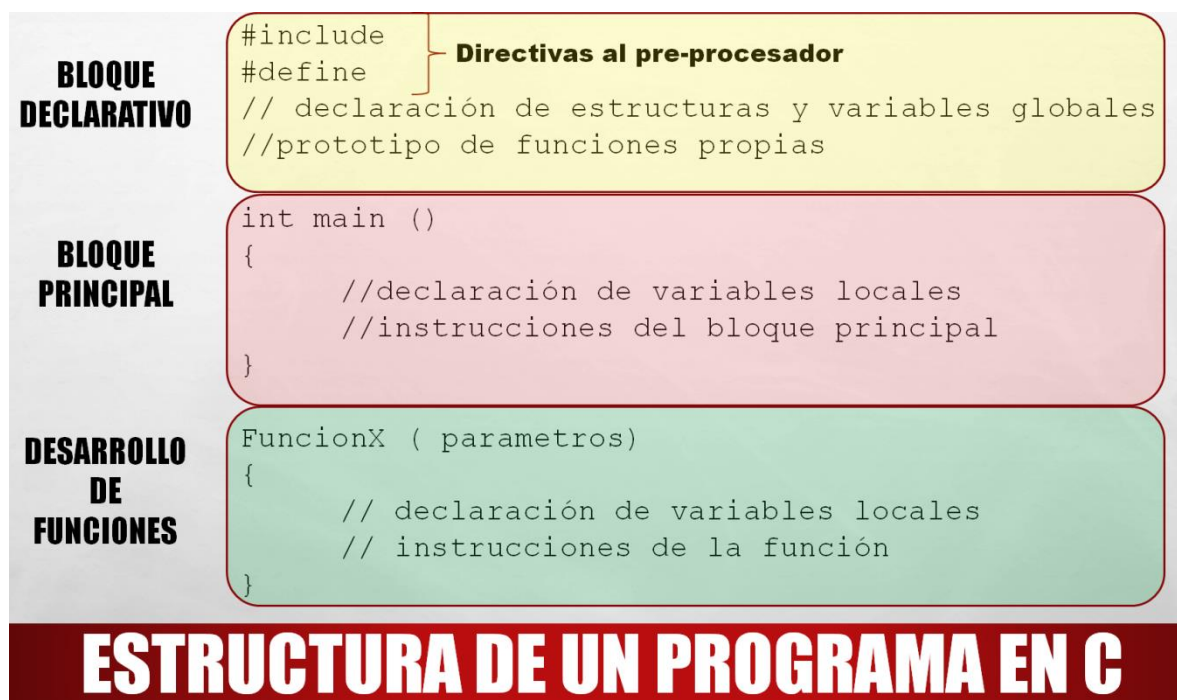 BLOQUE
DECLARATIVO
#include
#define
Directivas al pre-procesador
// declaración de estructuras y variables globales
//prototipo de funciones propias
BLOQUE
PRINCIPAL
int main ()
{
//declaración de variables locales
//instrucciones del bloque principal
}
DESARROLLO
DE
FUNCIONES
FuncionX ( parametros)
{
// declaración de variables locales
// instrucciones de la función
}
ESTRUCTURA DE UN PROGRAMA EN C